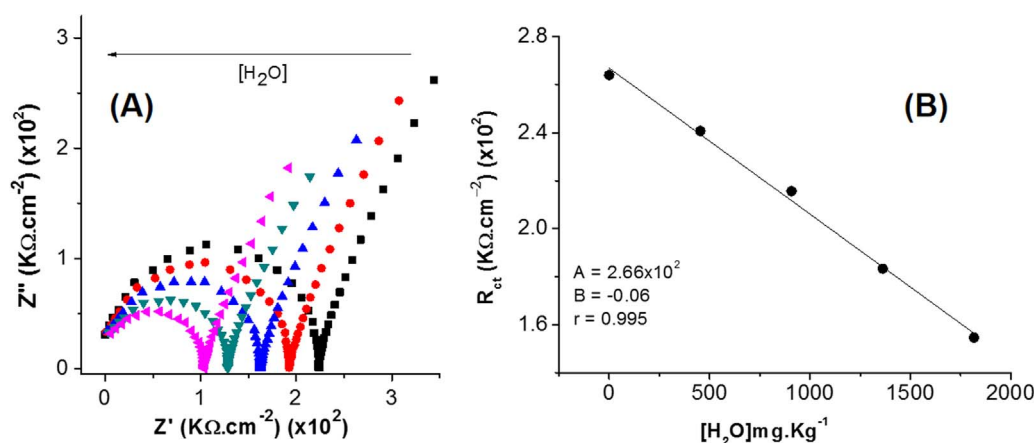 (A)
[H₂O]
Z'' (KΩ.cm⁻²) (x10²)
3
2
1
0
0 1 2 3
Z' (KΩ.cm⁻²) (x10²)
(B)
R_ct (KΩ.cm⁻²) (x10²)
2.8
2.4
2.0
1.6
A = 2.66x10²
B = -0.06
r = 0.995
0 500 1000 1500 2000
[H₂O]mg.Kg⁻¹